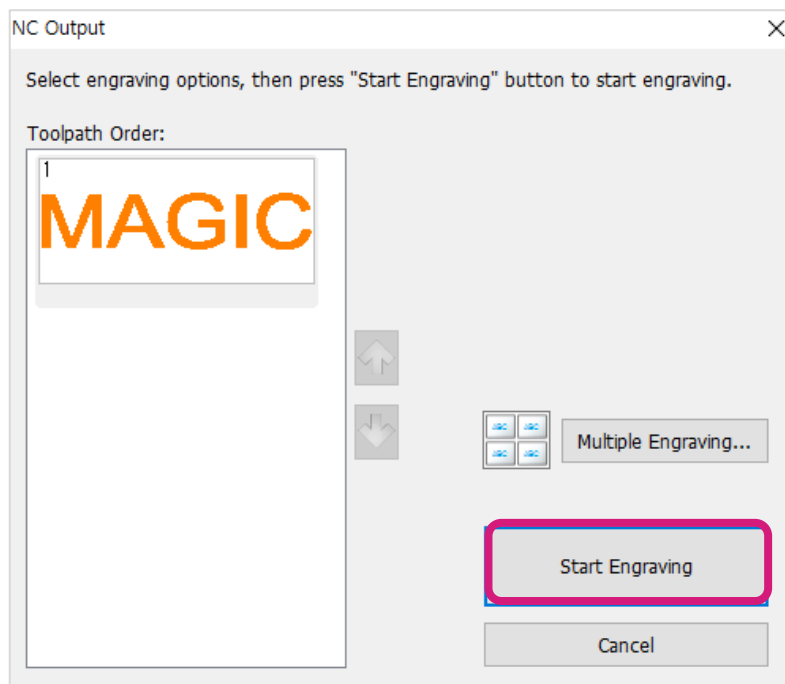 NC Output
Select engraving options, then press "Start Engraving" button to start engraving.
Toolpath Order:
1
MAGIC
Multiple Engraving...
Start Engraving
Cancel